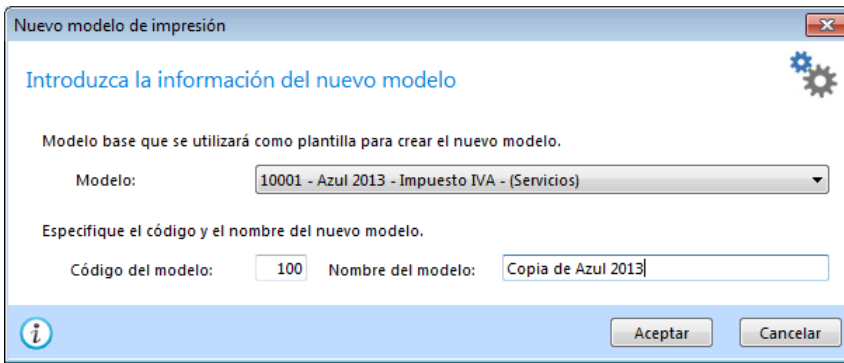 Nuevo modelo de impresión
Introduzca la información del nuevo modelo
Modelo base que se utilizará como plantilla para crear el nuevo modelo.
Modelo: 10001 - Azul 2013 - Impuesto IVA - (Servicios)
Especifique el código y el nombre del nuevo modelo.
Código del modelo: 100 Nombre del modelo: Copia de Azul 2013
Aceptar Cancelar